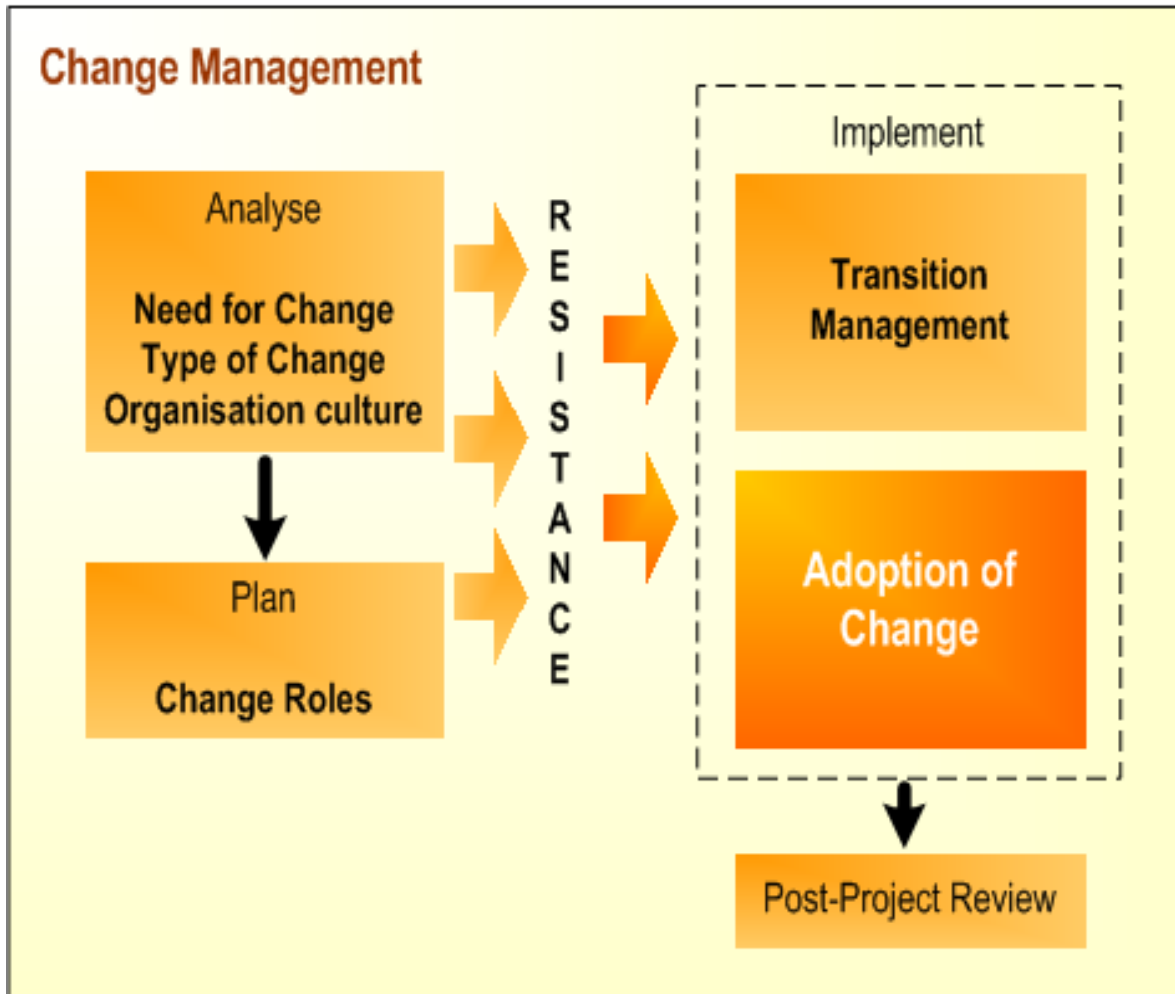 Change Management
Analyse
Need for Change
Type of Change
Organisation culture
Plan
Change Roles
RESISTANCE
Implement
Transition
Management
Adoption of
Change
Post-Project Review